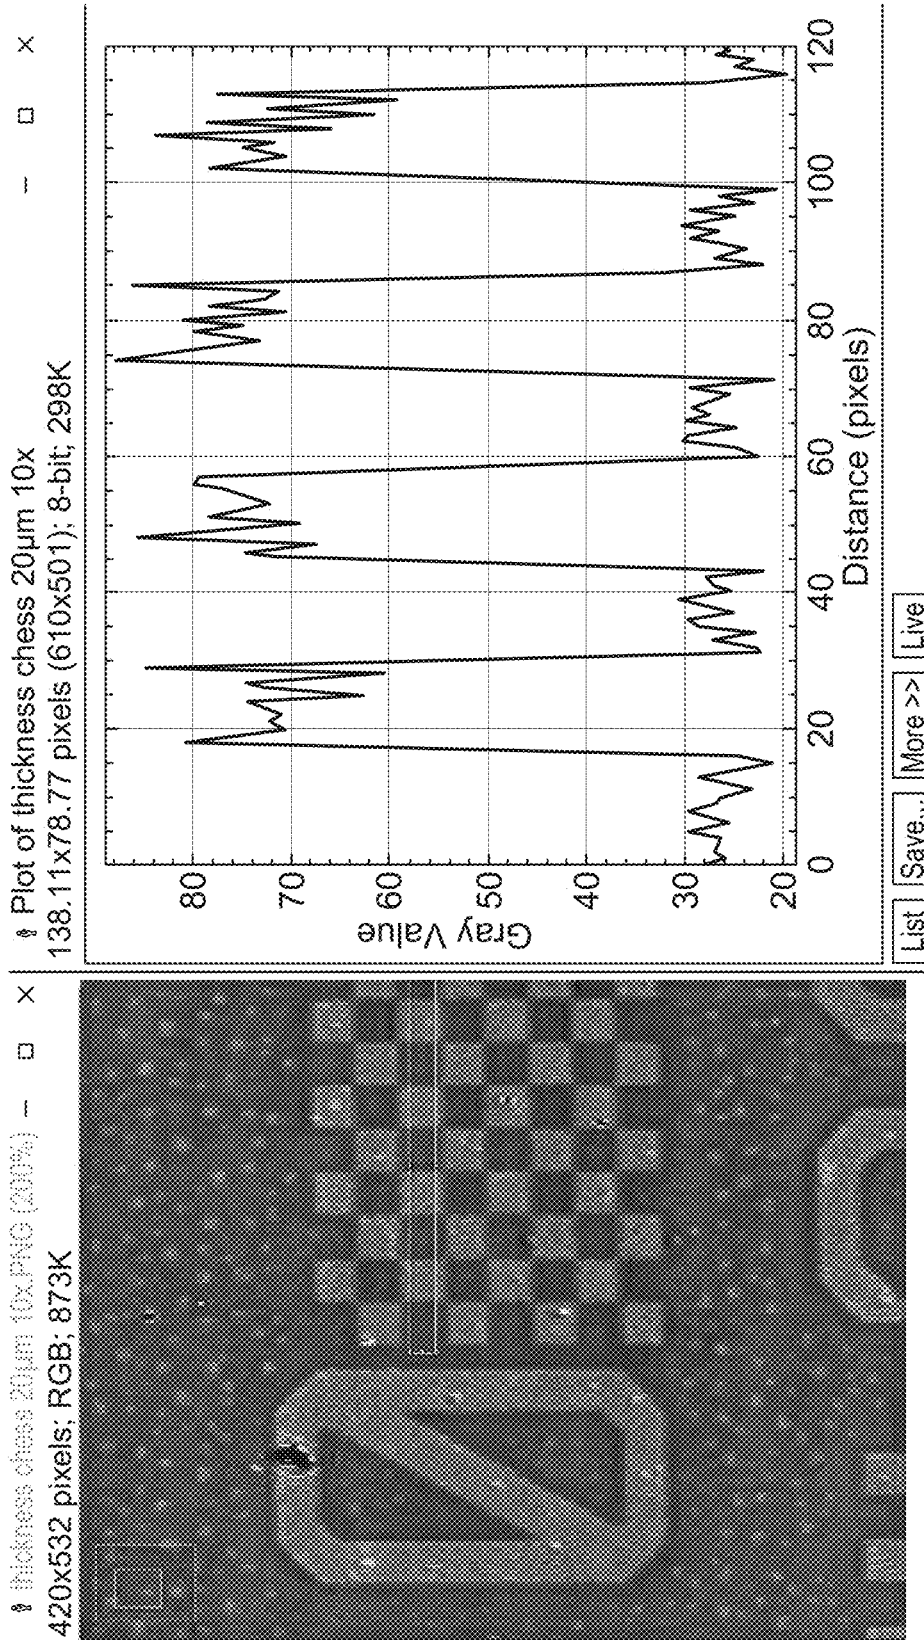 thickness chess 20µm 10x.PNG (200%) – □ ×
420x532 pixels; RGB; 873K
Plot of thickness chess 20µm 10x – □ ×
138.11x78.77 pixels (610x501); 8-bit; 298K
Gray Value
80
70
60
50
40
30
20
0 20 40 60 80 100 120
Distance (pixels)
List Save... More >> Live